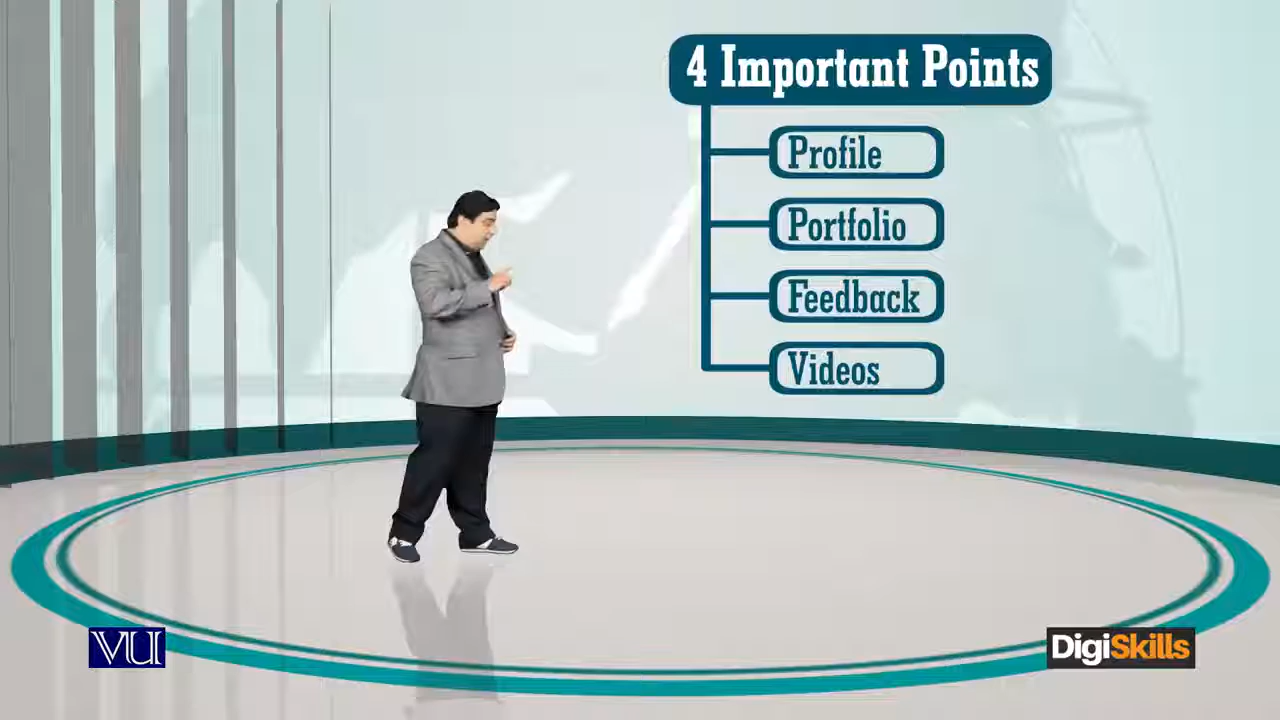 4 Important Points
Profile
Portfolio
Feedback
Videos
VU
DigiSkills